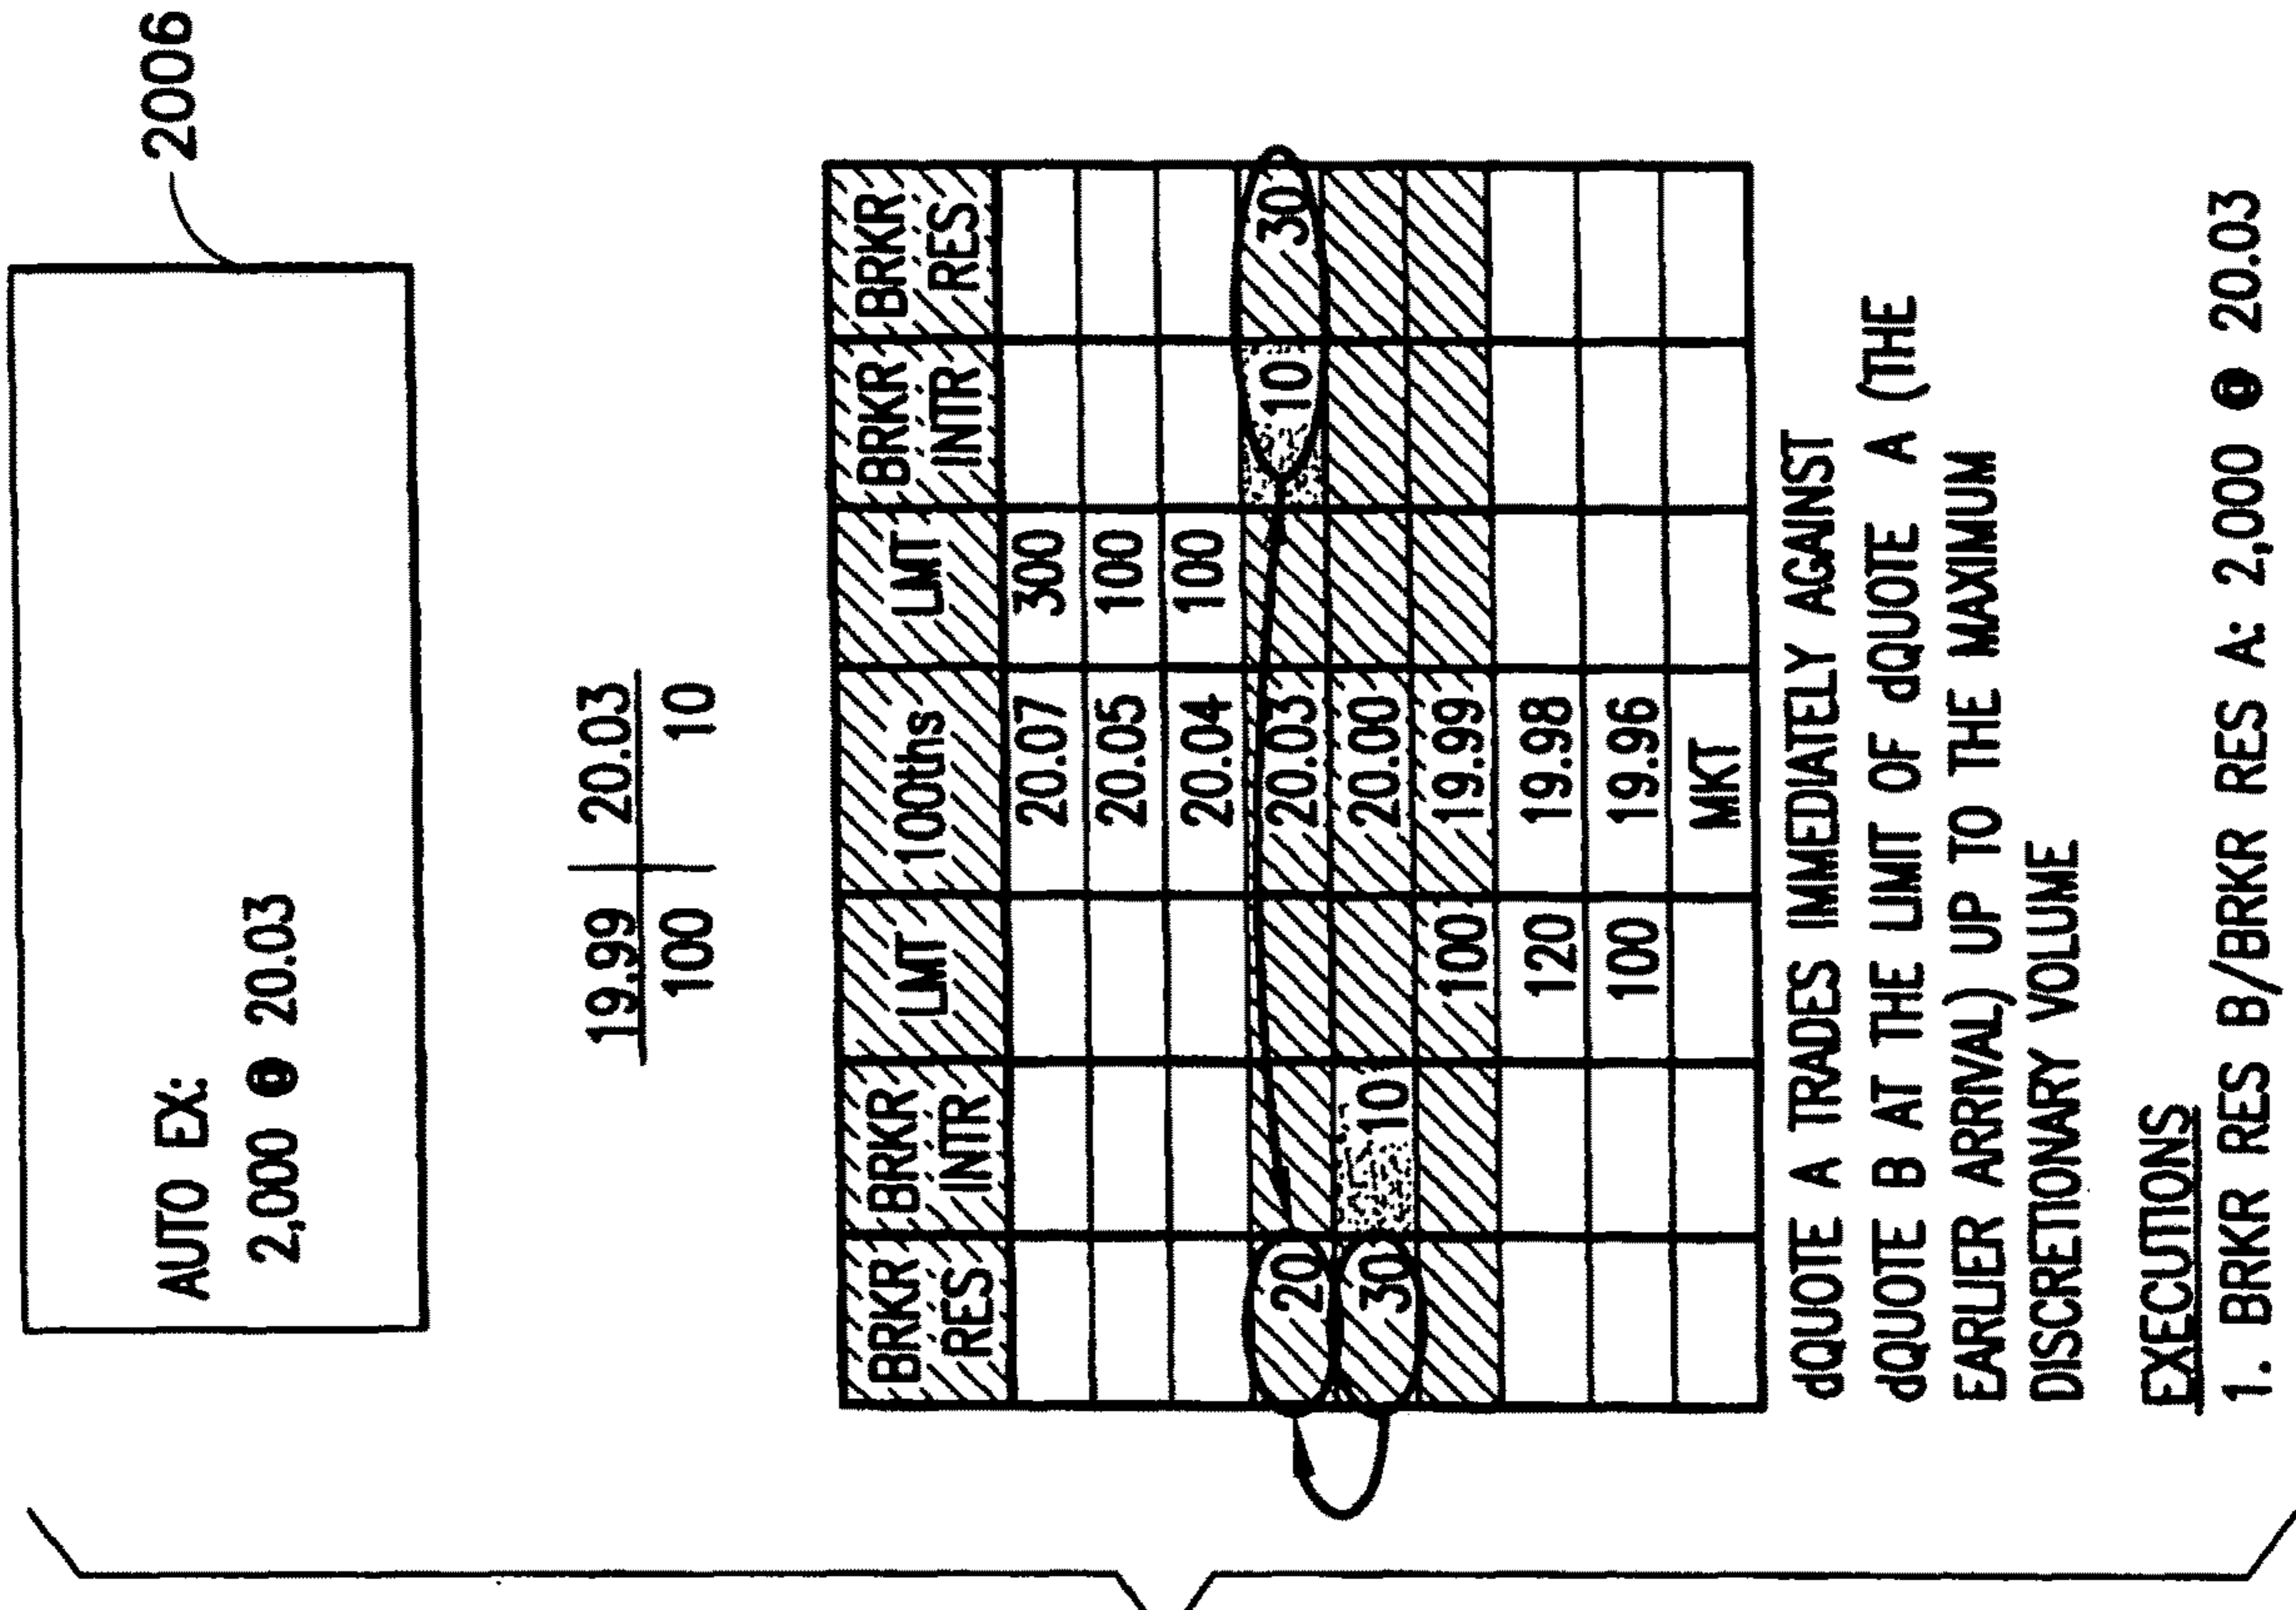 2006
AUTO EX:
2,000 @ 20.03
19.99 20.03
100 10
BRKR RES BRKR INTR LMT 100ths LMT BRKR INTR BRKR RES
20.07 300
20.05 100
20.04 100
20 20.03 10 30
30 10 20.00
100 19.99
120 19.98
100 19.96
MKT
dQUOTE A TRADES IMMEDIATELY AGAINST
dQUOTE B AT THE LIMIT OF dQUOTE A (THE
EARLIER ARRIVAL) UP TO THE MAXIMUM
DISCRETIONARY VOLUME
EXECUTIONS
1. BRKR RES B/BRKR RES A: 2,000 @ 20.03